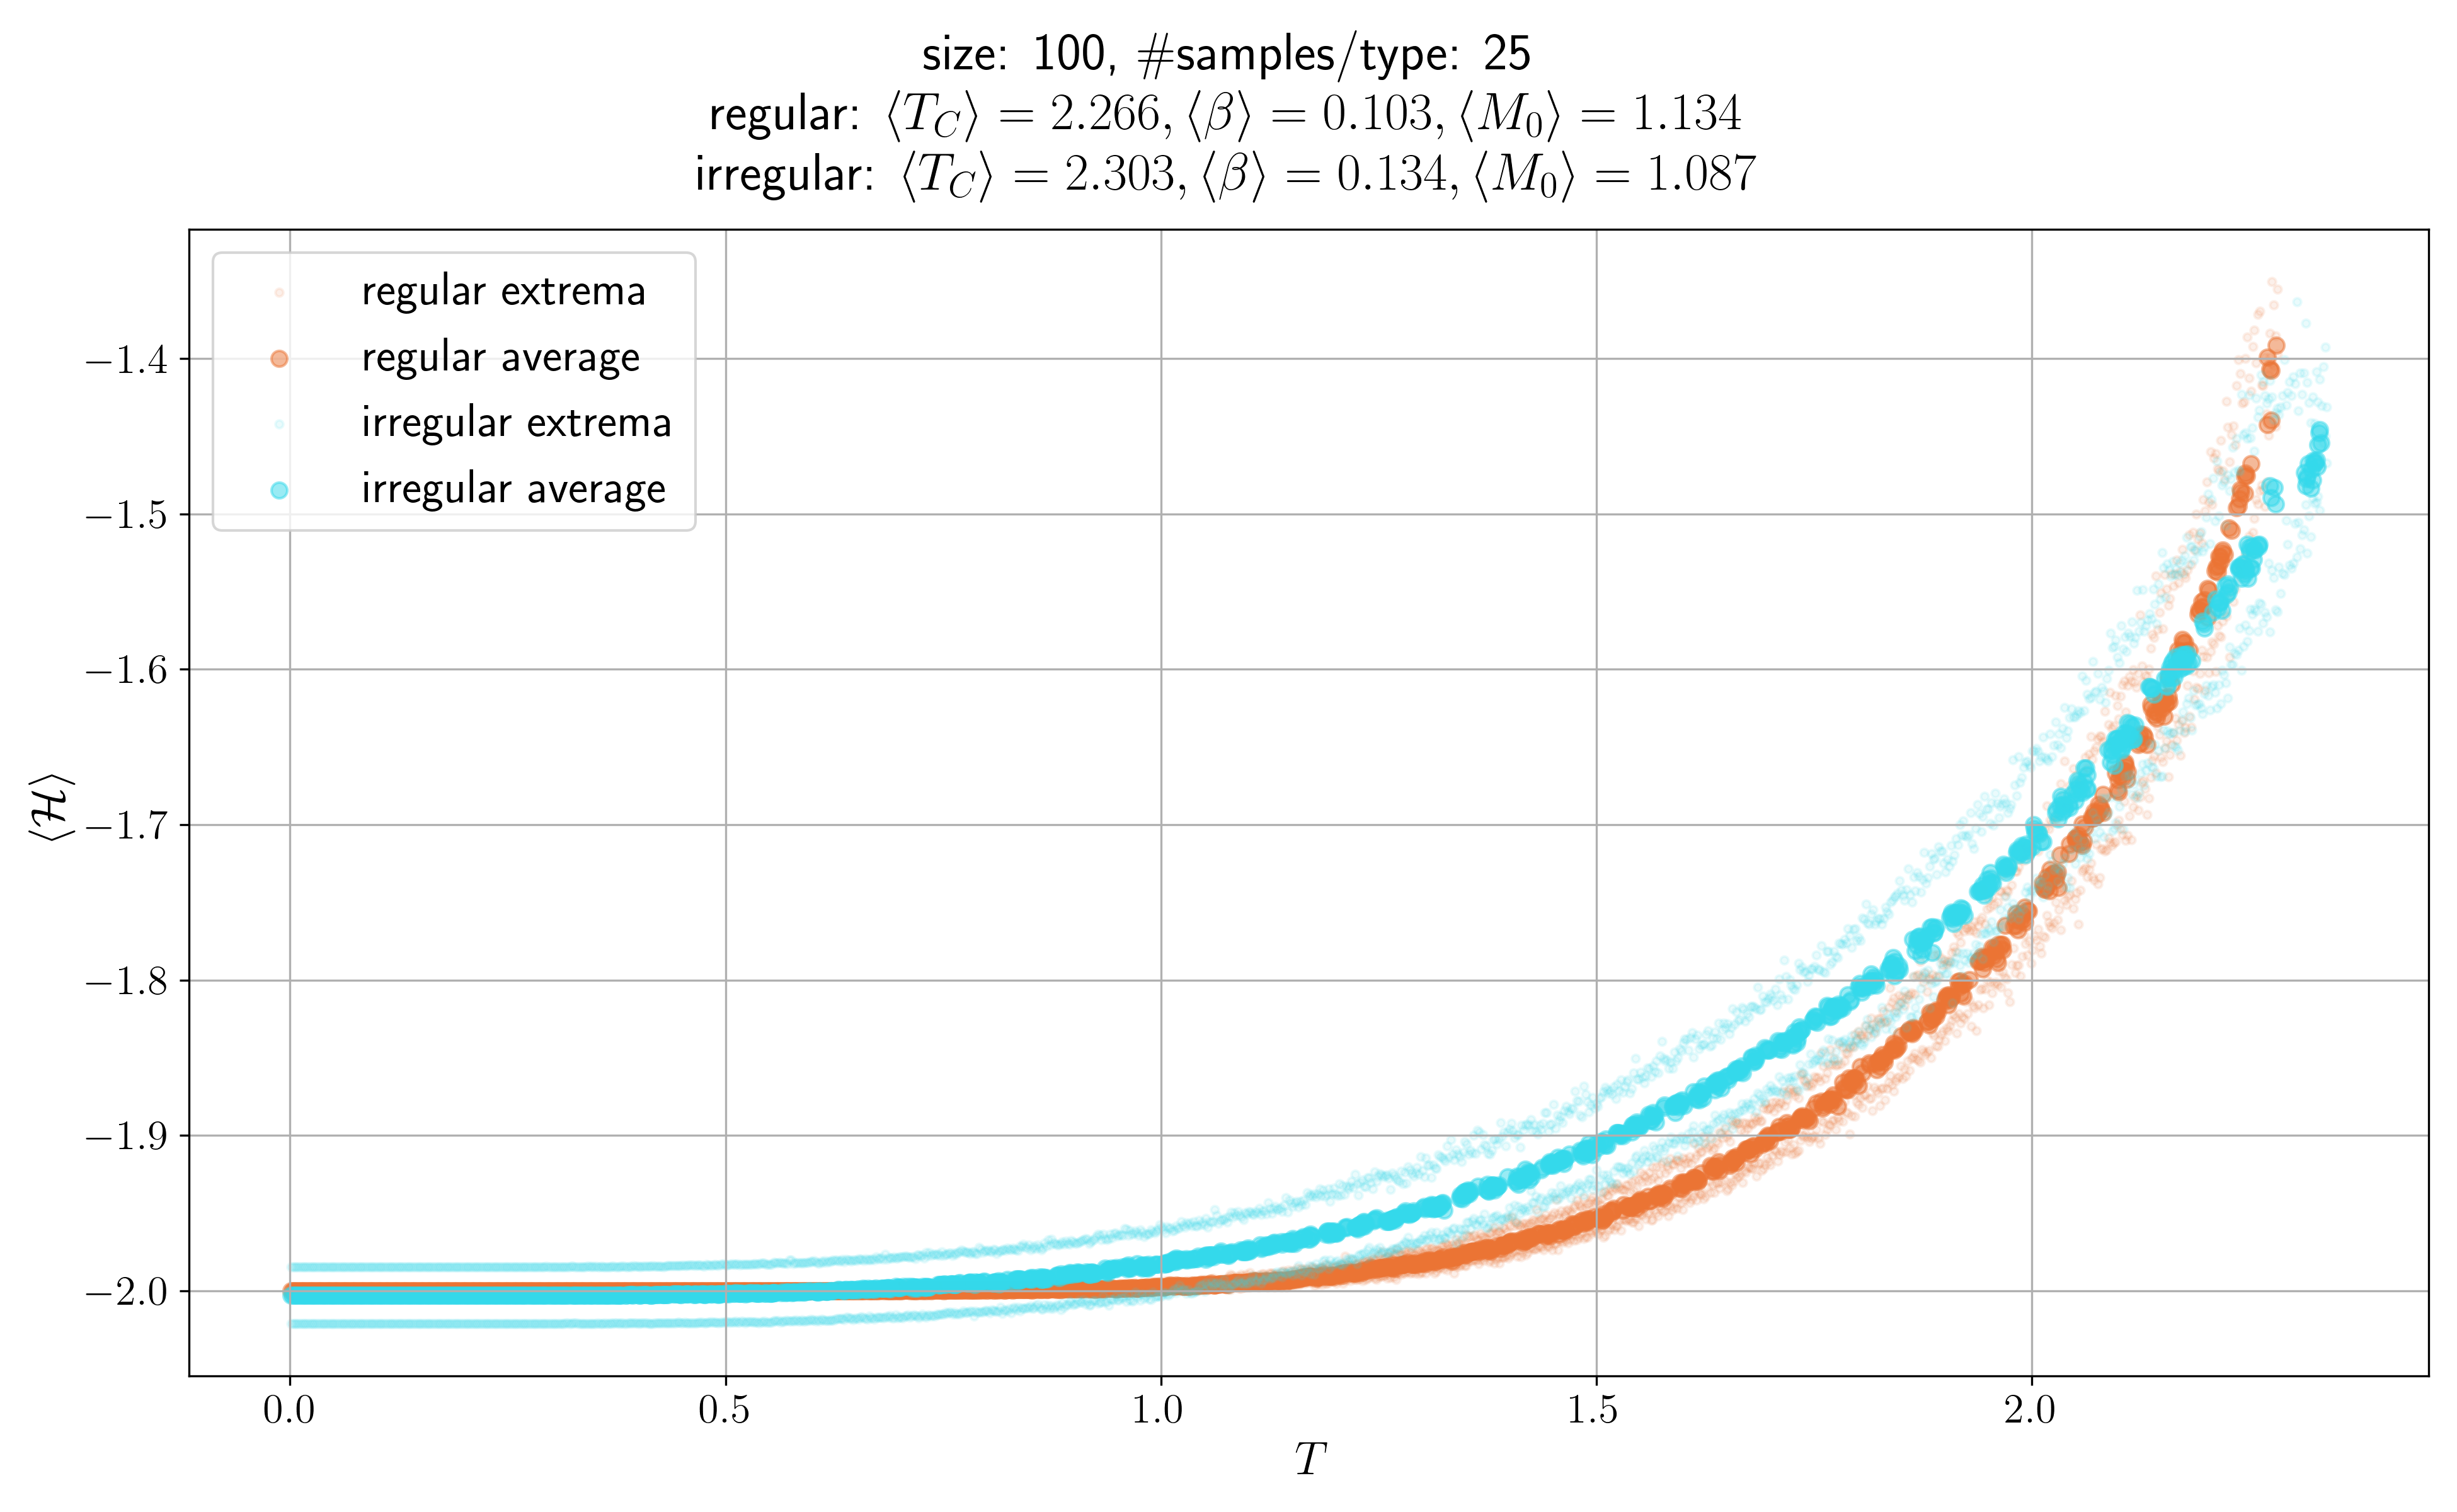 size: 100, #samples/type: 25
regular: ⟨T_C⟩ = 2.266, ⟨β⟩ = 0.103, ⟨M_0⟩ = 1.134
irregular: ⟨T_C⟩ = 2.303, ⟨β⟩ = 0.134, ⟨M_0⟩ = 1.087
regular extrema
regular average
irregular extrema
irregular average
−1.4
−1.5
−1.6
−1.7
−1.8
−1.9
−2.0
⟨ℋ⟩
0.0 0.5 1.0 1.5 2.0
T